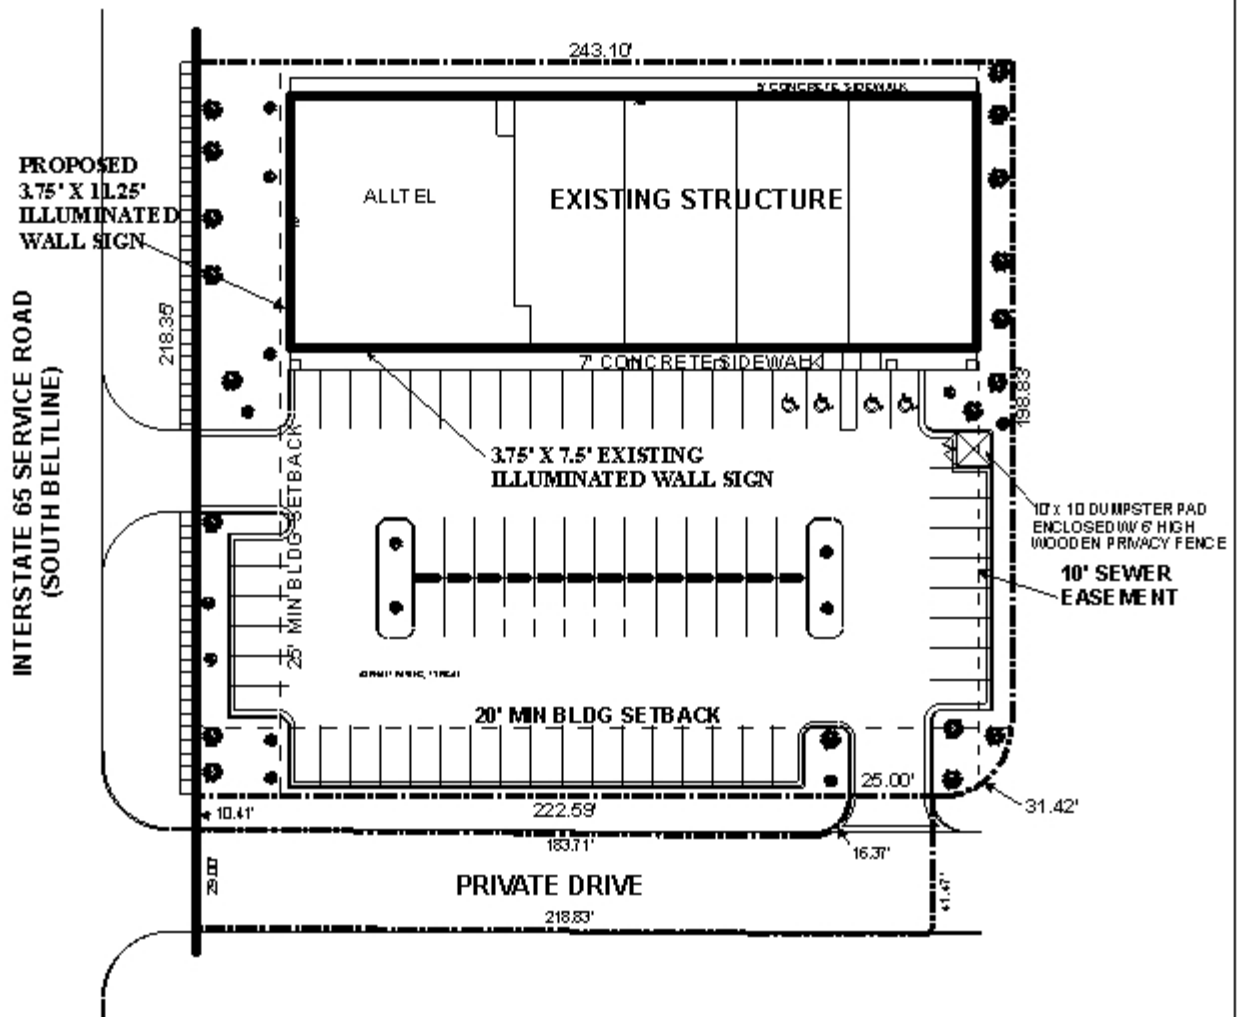 243.10'
5' CONCRETE SIDEWALK
PROPOSED
3.75' X 11.25'
ILLUMINATED
WALL SIGN
ALLTEL
EXISTING STRUCTURE
218.35'
7' CONCRETE SIDEWALK
198.83'
INTERSTATE 65 SERVICE ROAD
(SOUTH BELTLINE)
25' MIN BLDG SETBACK
3.75' X 7.5' EXISTING
ILLUMINATED WALL SIGN
10' x 10' DUMPSTER PAD
ENCLOSED W/ 6' HIGH
WOODEN PRIVACY FENCE
10' SEWER
EASEMENT
20' MIN BLDG SETBACK
25.00'
31.42'
10.41'
222.59'
183.71'
16.37'
29.00'
PRIVATE DRIVE
41.47'
218.83'